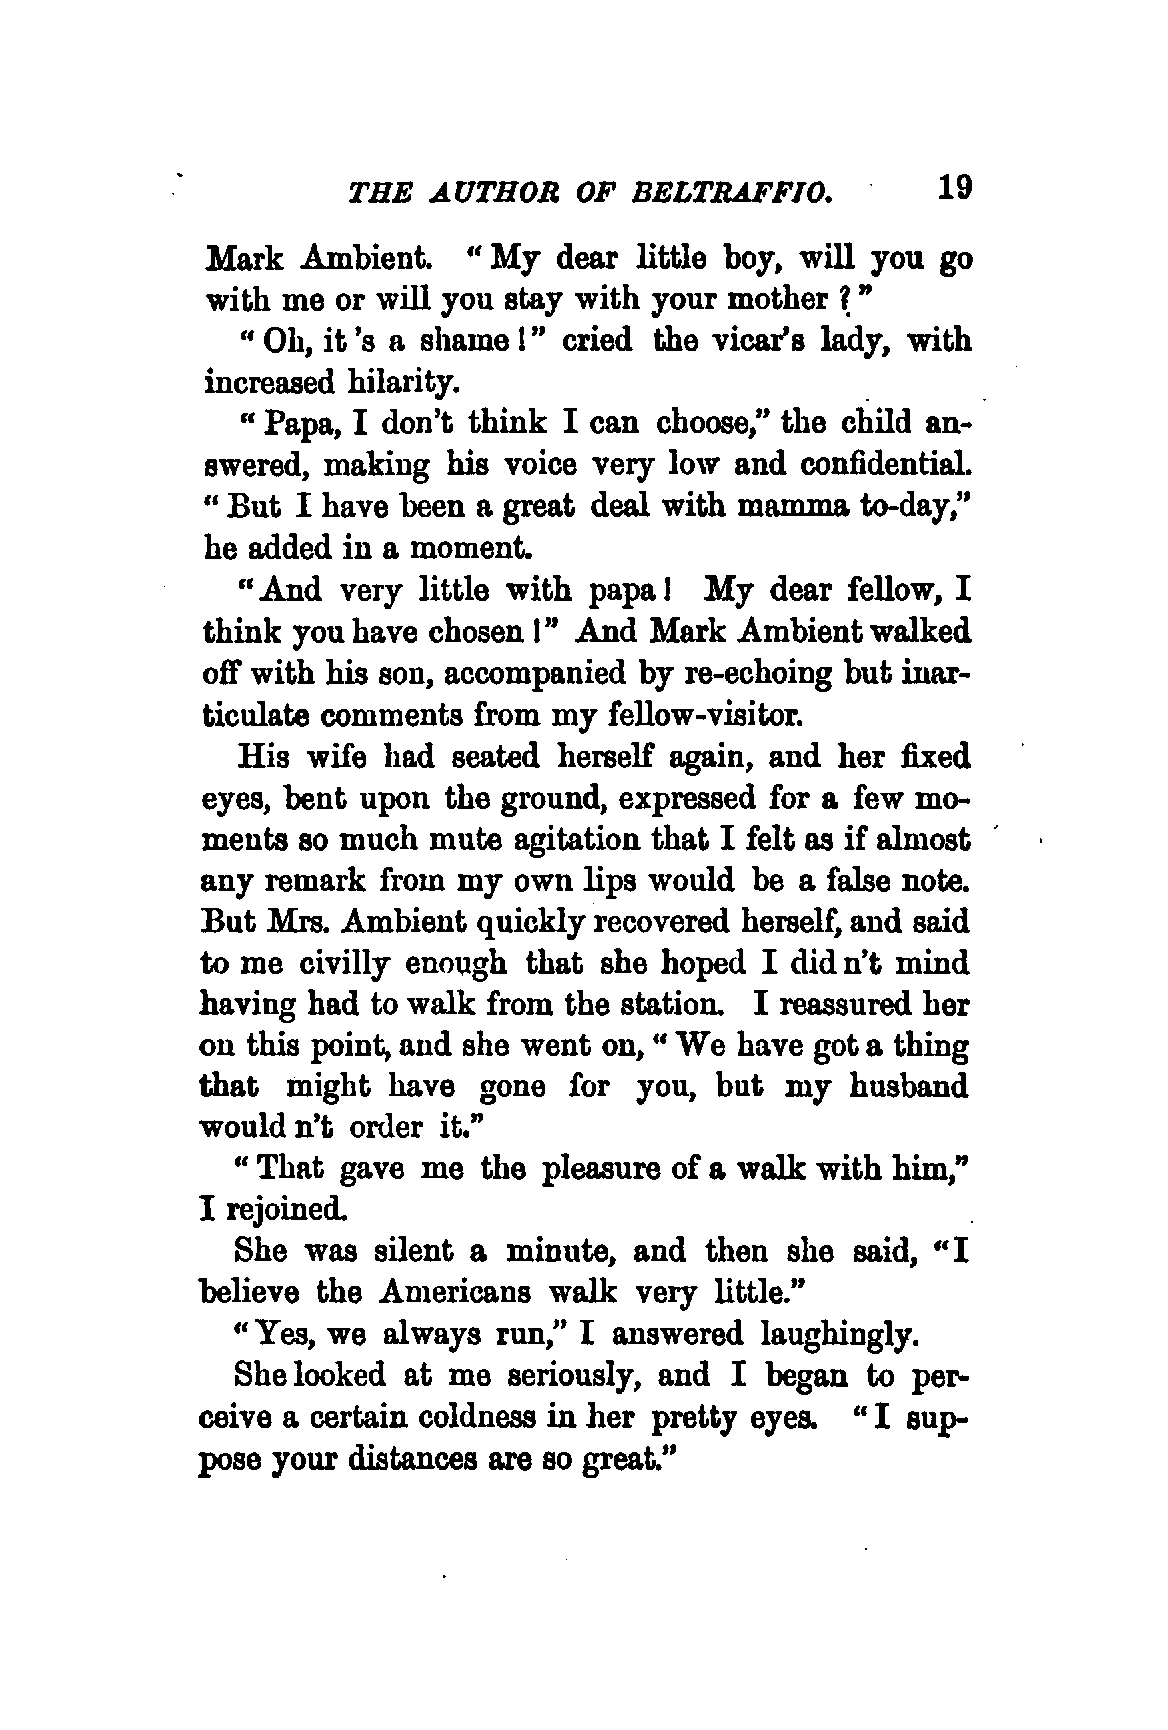 THE AUTHOR OF BELTRAFFIO. 19
Mark Ambient. “ My dear little boy, will you go
with me or will you stay with your mother ? ”
“ Oh, it 's a shame ! ” cried the vicar's lady, with
increased hilarity.
“ Papa, I don't think I can choose,” the child an-
swered, making his voice very low and confidential.
“ But I have been a great deal with mamma to-day,”
he added in a moment.
“ And very little with papa ! My dear fellow, I
think you have chosen ! ” And Mark Ambient walked
off with his son, accompanied by re-echoing but inar-
ticulate comments from my fellow-visitor.
His wife had seated herself again, and her fixed
eyes, bent upon the ground, expressed for a few mo-
ments so much mute agitation that I felt as if almost
any remark from my own lips would be a false note.
But Mrs. Ambient quickly recovered herself, and said
to me civilly enough that she hoped I did n't mind
having had to walk from the station. I reassured her
on this point, and she went on, “ We have got a thing
that might have gone for you, but my husband
would n't order it.”
“ That gave me the pleasure of a walk with him,”
I rejoined.
She was silent a minute, and then she said, “ I
believe the Americans walk very little.”
“ Yes, we always run,” I answered laughingly.
She looked at me seriously, and I began to per-
ceive a certain coldness in her pretty eyes. “ I sup-
pose your distances are so great.”